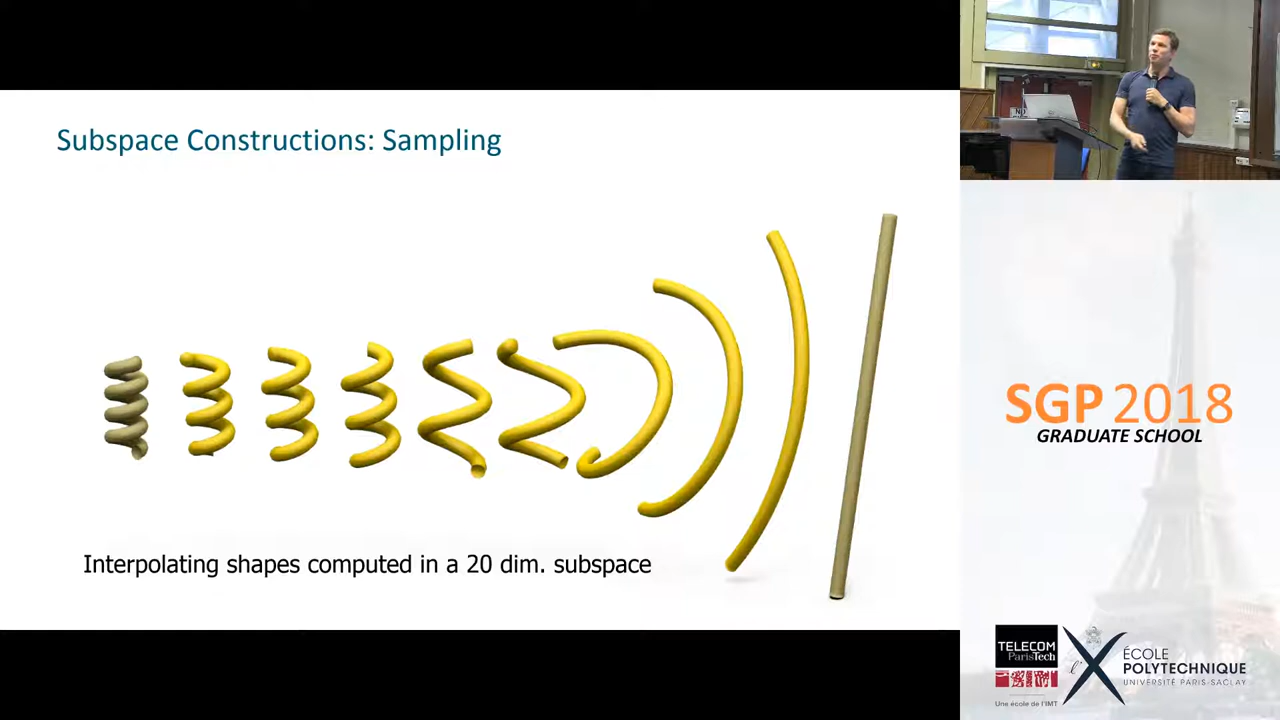 Subspace Constructions: Sampling
Interpolating shapes computed in a 20 dim. subspace
SGP 2018
GRADUATE SCHOOL
TELECOM
ParisTech
Une école de l'IMT
l'X
ÉCOLE
POLYTECHNIQUE
UNIVERSITÉ PARIS-SACLAY